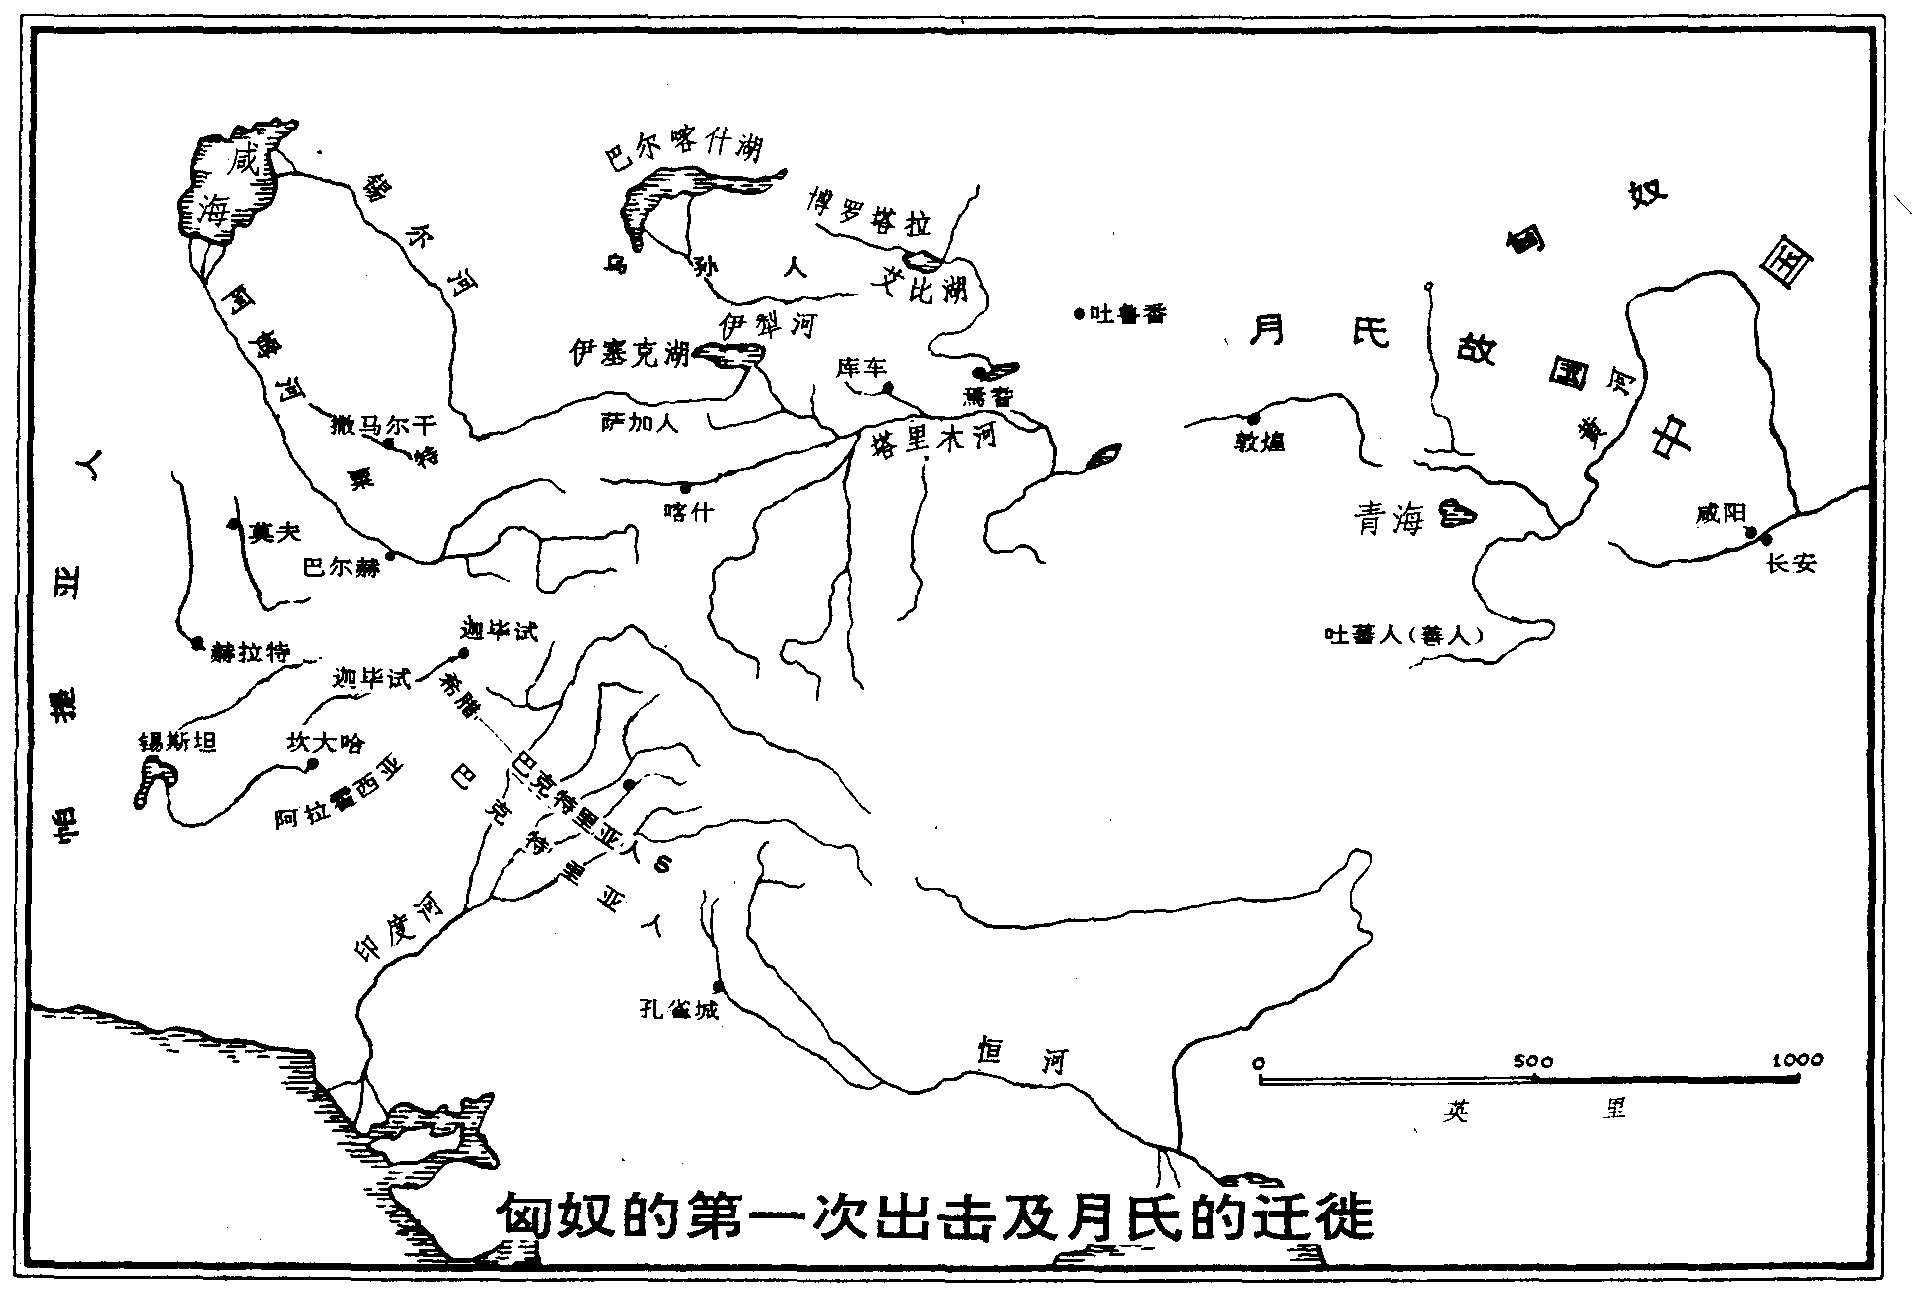 咸海
锡尔河
巴尔喀什湖
博罗塔拉
艾比湖
乌孙人
伊犁河
伊塞克湖
阿姆河
吐鲁番
匈奴
月氏故国
中国
黄河
库车
焉耆
萨加人
撒马尔干
粟特
塔里木河
敦煌
喀什
青海
咸阳
长安
莫夫
巴尔赫
帕提亚人
吐蕃人(善人)
赫拉特
迦毕试
迦毕试
希腊—巴克特里亚人S
锡斯坦
坎大哈
阿拉霍西亚
巴克特里亚人
印度河
孔雀城
恒河
0 500 1000
英里
匈奴的第一次出击及月氏的迁徙